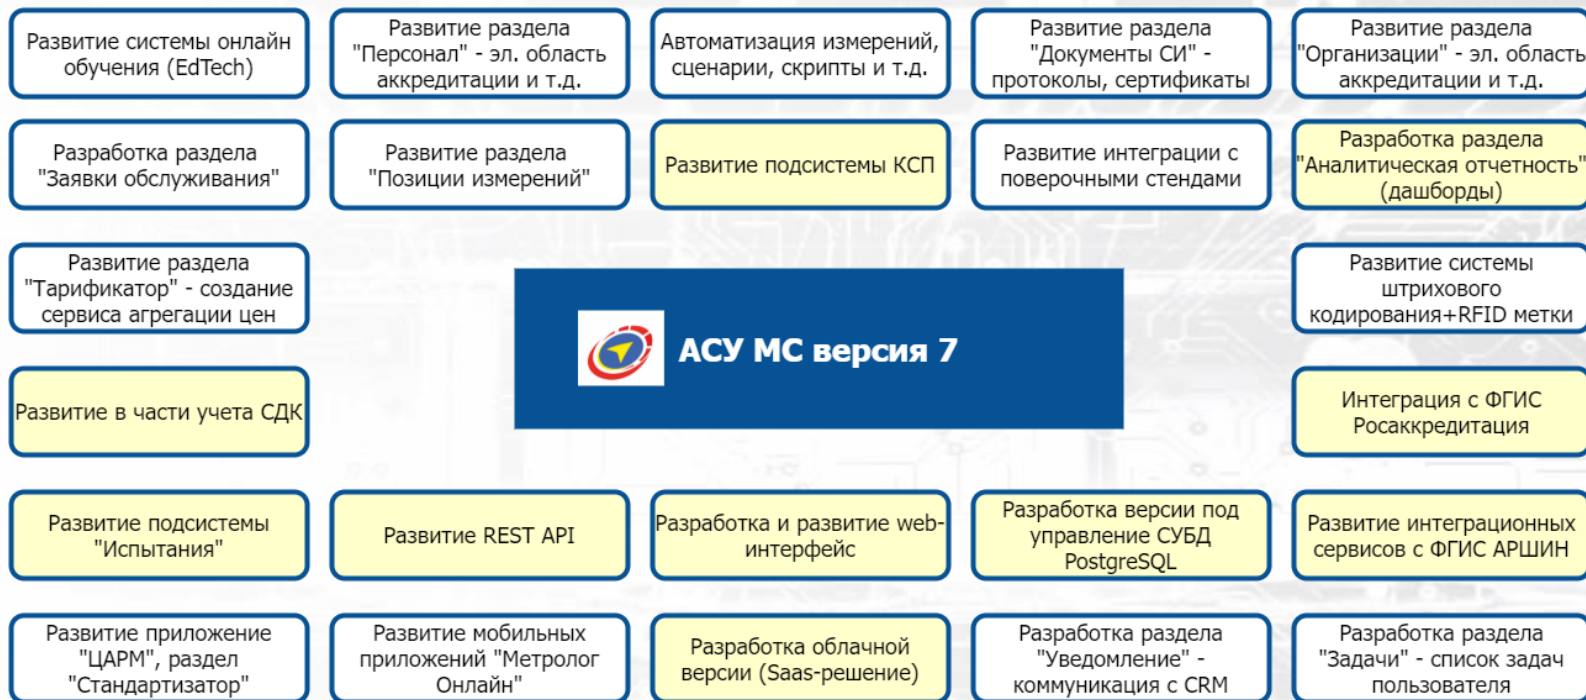 Развитие системы онлайн
обучения (EdTech)
Развитие раздела
"Персонал" - эл. область
аккредитации и т.д.
Автоматизация измерений,
сценарии, скрипты и т.д.
Развитие раздела
"Документы СИ" -
протоколы, сертификаты
Развитие раздела
"Организации" - эл. область
аккредитации и т.д.
Разработка раздела
"Заявки обслуживания"
Развитие раздела
"Позиции измерений"
Развитие подсистемы КСП
Развитие интеграции с
поверочными стендами
Разработка раздела
"Аналитическая отчетность"
(дашборды)
Развитие раздела
"Тарификатор" - создание
сервиса агрегации цен
АСУ МС версия 7
Развитие системы
штрихового
кодирования+RFID метки
Развитие в части учета СДК
Интеграция с ФГИС
Росаккредитация
Развитие подсистемы
"Испытания"
Развитие REST API
Разработка и развитие web-
интерфейс
Разработка версии под
управление СУБД
PostgreSQL
Развитие интеграционных
сервисов с ФГИС АРШИН
Развитие приложение
"ЦАРМ", раздел
"Стандартизатор"
Развитие мобильных
приложений "Метролог
Онлайн"
Разработка облачной
версии (Saas-решение)
Разработка раздела
"Уведомление" -
коммуникация с CRM
Разработка раздела
"Задачи" - список задач
пользователя